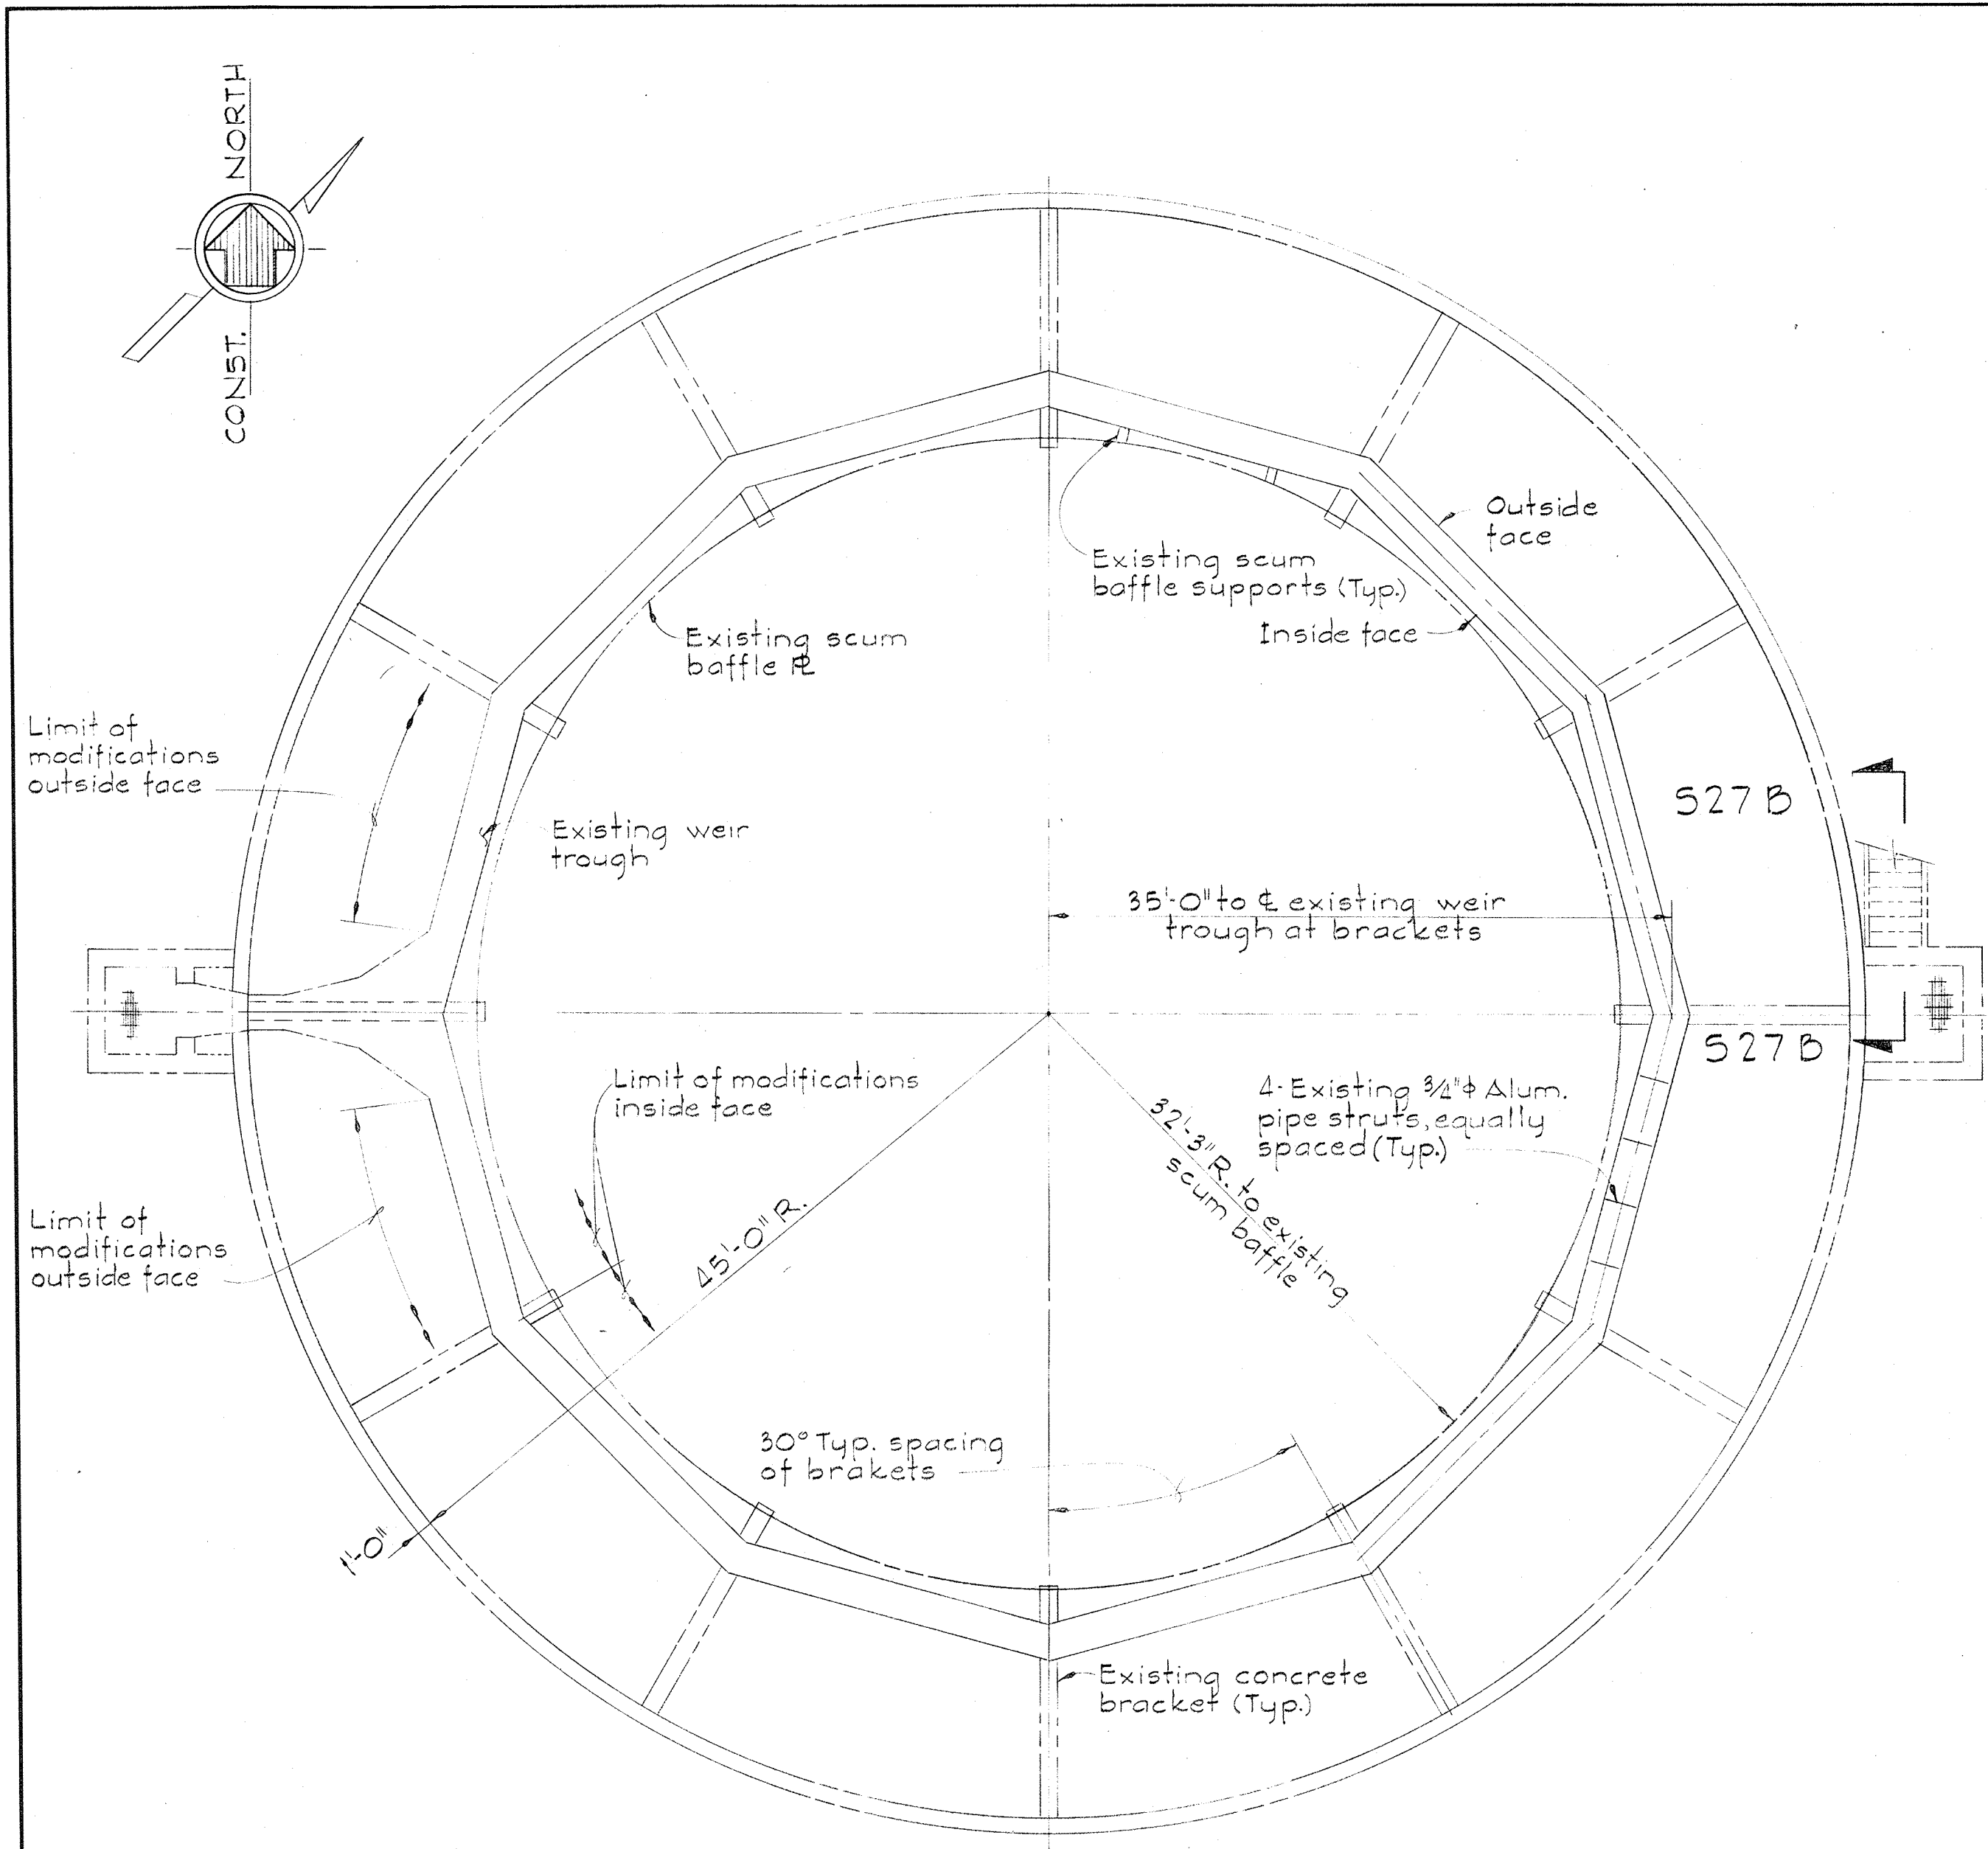 NORTH
CONST.
Outside
face
Existing scum
baffle supports (Typ.)
Inside face
Existing scum
baffle ⅊
Limit of
modifications
outside face
Existing weir
trough
S27B
35'-0" to ℄ existing weir
trough at brackets
S27B
Limit of modifications
inside face
4-Existing 3/4"φ Alum.
pipe struts, equally
spaced (Typ.)
32'-3" R. to existing
scum baffle
45'-0" R.
Limit of
modifications
outside face
30° Typ. spacing
of brakets
1'-0"
Existing concrete
bracket (Typ.)